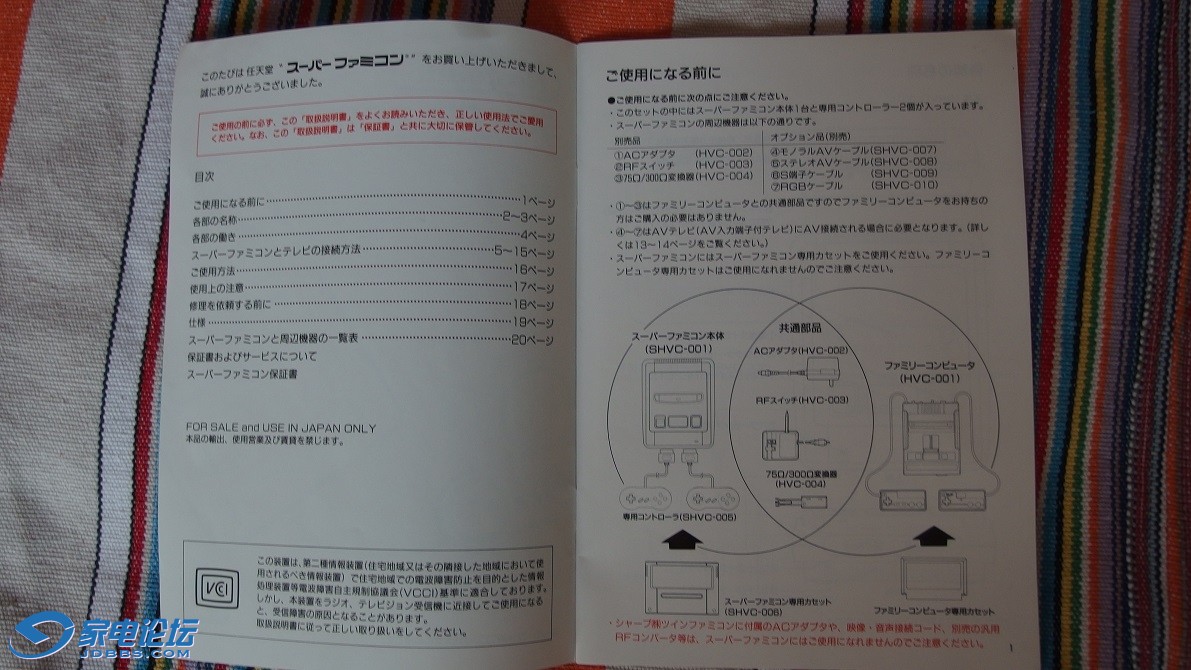 このたびは 任天堂 "スーパーファミコン™" をお買い上げいただきまして、
誠にありがとうございました。
ご使用の前に必ず、この「取扱説明書」をよくお読みいただき、正しい使用法でご愛用
ください。なお、この「取扱説明書」は「保証書」と共に大切に保管してください。
目次
ご使用になる前に……………………1ページ
各部の名称……………………2〜3ページ
各部の働き……………………4ページ
スーパーファミコンとテレビの接続方法……………………5〜15ページ
ご使用方法……………………16ページ
使用上の注意……………………17ページ
修理を依頼する前に……………………18ページ
仕様……………………19ページ
スーパーファミコンと周辺機器の一覧表……………………20ページ
保証書およびサービスについて
スーパーファミコン保証書
FOR SALE and USE IN JAPAN ONLY
本品の輸出、使用営業及び賃貸を禁じます。
VCI
この装置は、第二種情報装置(住宅地域又はその隣接した地域において使
用されるべき情報装置)で住宅地域での電波障害防止を目的とした情報
処理装置等電波障害自主規制協議会(VCCI)基準に適合しております。
しかし、本装置をラジオ、テレビジョン受信機に近接してご使用になる
と、受信障害の原因となることがあります。
取扱説明書に従って正しい取り扱いをしてください。
ご使用になる前に
●ご使用になる前に次の点にご注意ください。
・このセットの中にはスーパーファミコン本体1台と専用コントローラー2個が入っています。
・スーパーファミコンの周辺機器は以下の通りです。
別売品
①ACアダプタ (HVC-002)
②RFスイッチ (HVC-003)
③75Ω/300Ω変換器(HVC-004)
オプション品(別売)
④モノラルAVケーブル(SHVC-007)
⑤ステレオAVケーブル(SHVC-008)
⑥S端子ケーブル (SHVC-009)
⑦RGBケーブル (SHVC-010)
・①〜③はファミリーコンピュータとの共通部品ですのでファミリーコンピュータをお持ちの
方はご購入の必要はありません。
・④〜⑦はAVテレビ(AV入力端子付テレビ)にAV接続される場合に必要となります。(詳し
くは13〜14ページをご覧ください。)
・スーパーファミコンにはスーパーファミコン専用カセットをご使用ください。ファミリーコ
ンピュータ専用カセットはご使用になれませんのでご注意ください。
スーパーファミコン本体
(SHVC-001)
専用コントローラ(SHVC-005)
共通部品
ACアダプタ(HVC-002)
RFスイッチ(HVC-003)
75Ω/300Ω変換器
(HVC-004)
ファミリーコンピュータ
(HVC-001)
スーパーファミコン専用カセット
(SHVC-006)
ファミリーコンピュータ専用カセット
・シャープ㈱ツインファミコンに付属のACアダプタや、映像・音声接続コード、別売の汎用
RFコンバータ等は、スーパーファミコンにはご使用になれませんのでご注意ください。
1
家电论坛
JDBBS.COM